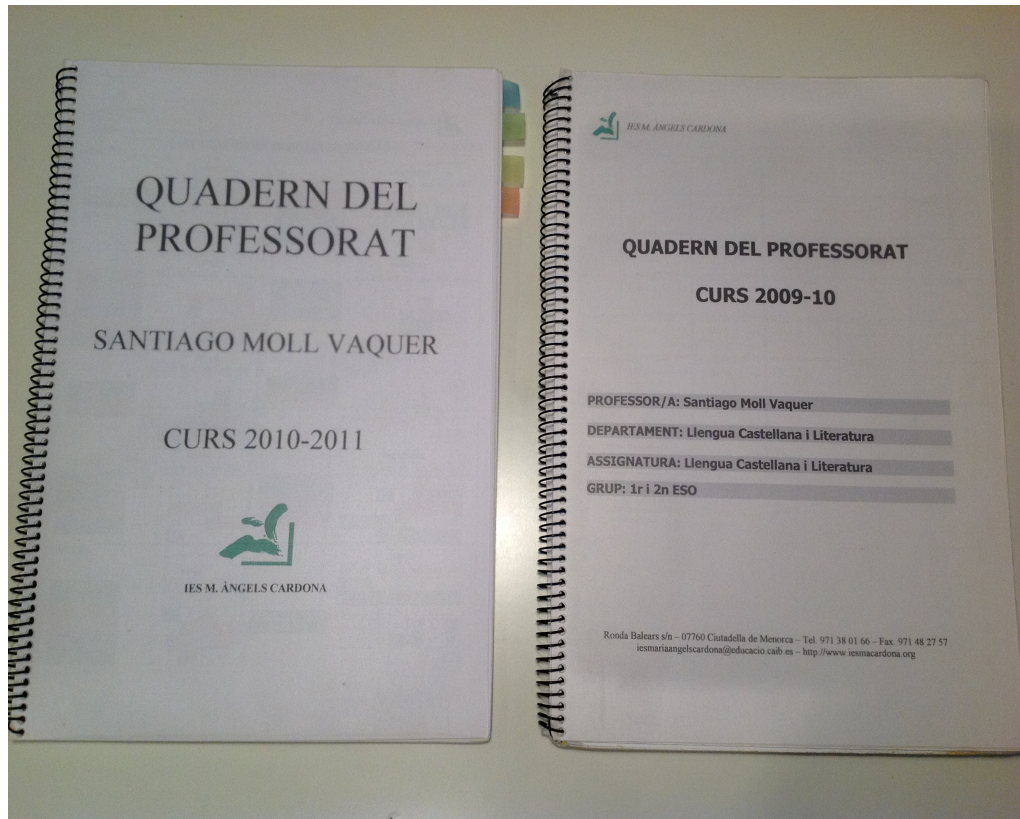 QUADERN DEL
PROFESSORAT
SANTIAGO MOLL VAQUER
CURS 2010-2011
IES M. ÀNGELS CARDONA
IES M. ÀNGELS CARDONA
QUADERN DEL PROFESSORAT
CURS 2009-10
PROFESSOR/A: Santiago Moll Vaquer
DEPARTAMENT: Llengua Castellana i Literatura
ASSIGNATURA: Llengua Castellana i Literatura
GRUP: 1r i 2n ESO
Ronda Balears s/n – 07760 Ciutadella de Menorca – Tel. 971 38 01 66 – Fax. 971 48 27 57
iesmariaangelscardona@educacio.caib.es – http://www.iesmacardona.org